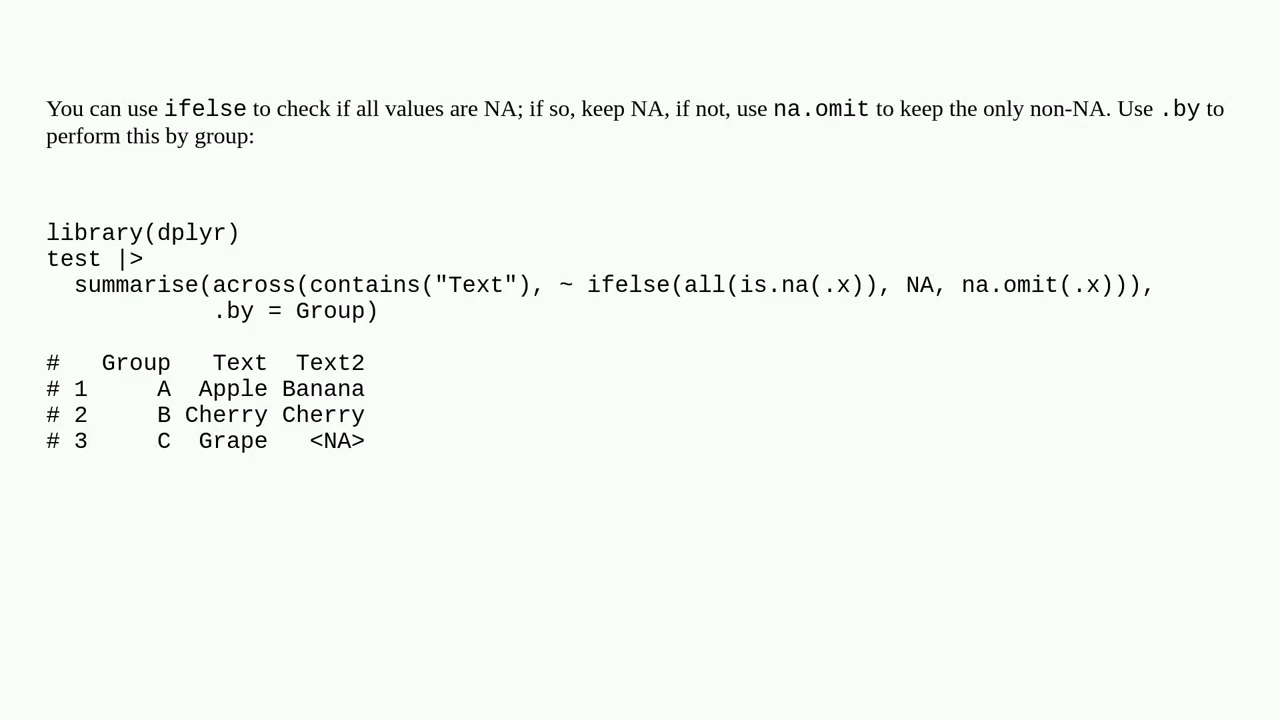 You can use ifelse to check if all values are NA; if so, keep NA, if not, use na.omit to keep the only non-NA. Use .by to
perform this by group:
library(dplyr)
test |>
  summarise(across(contains("Text"), ~ ifelse(all(is.na(.x)), NA, na.omit(.x))),
            .by = Group)
#   Group   Text  Text2
# 1     A  Apple Banana
# 2     B Cherry Cherry
# 3     C  Grape   <NA>